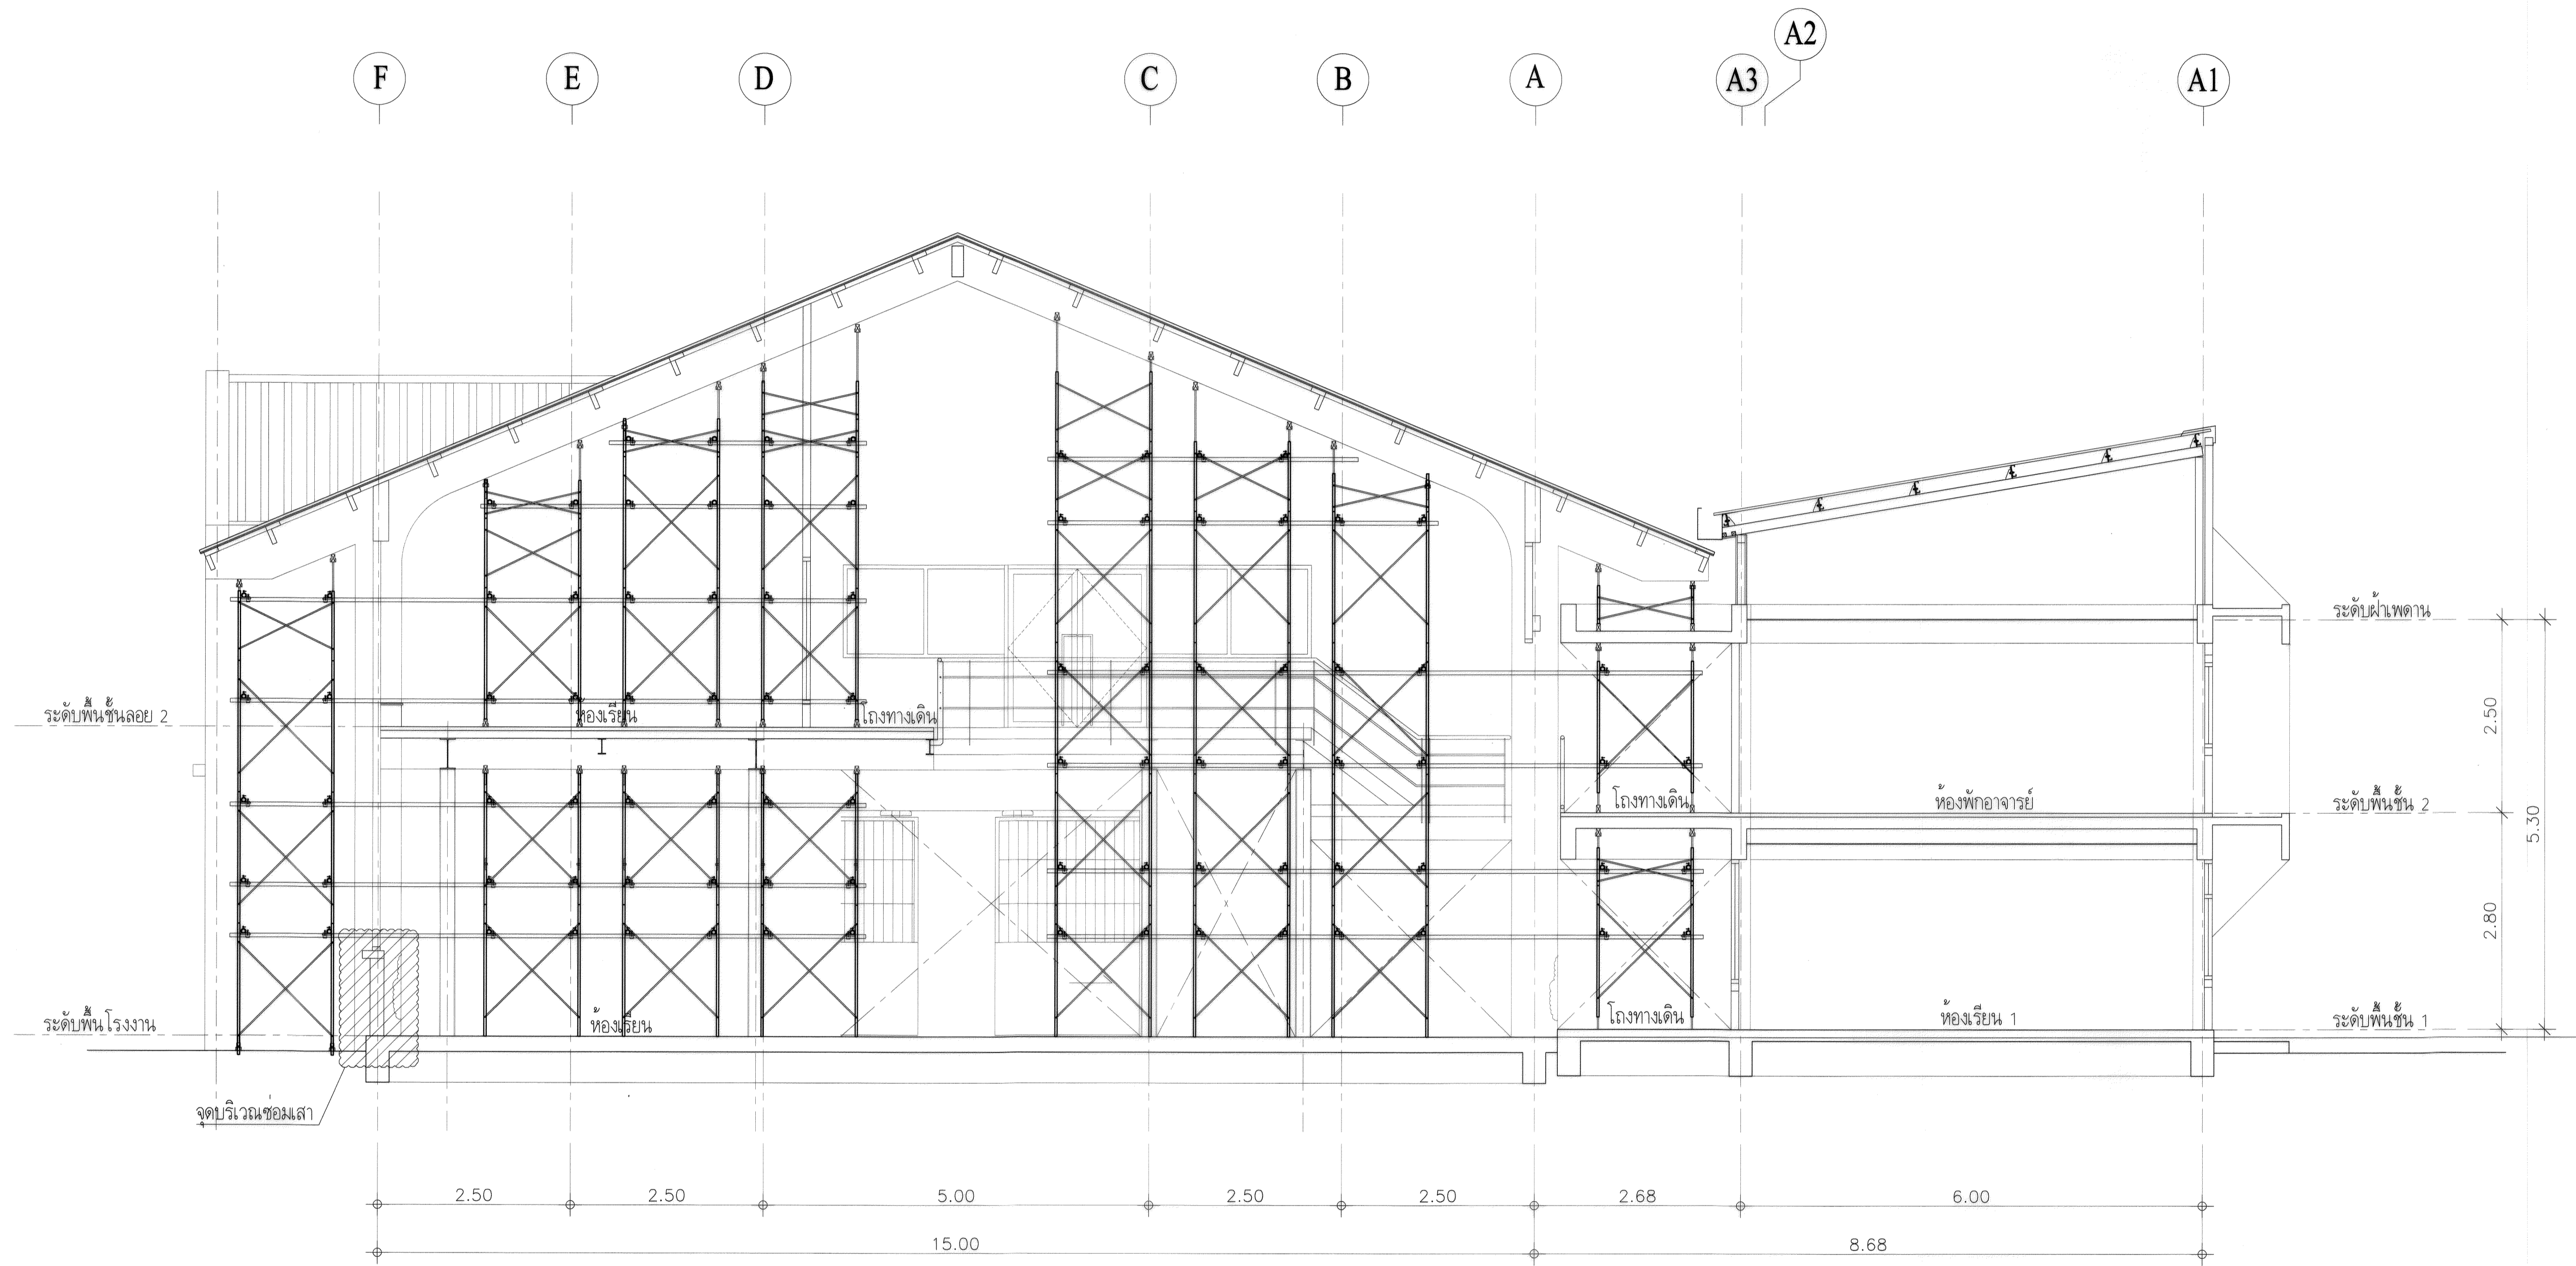 A2
F E D C B A A3 A1
ระดับฝ้าเพดาน
ระดับพื้นชั้นลอย 2
ห้องเรียน
โถงทางเดิน
2.50
โถงทางเดิน
ห้องพักอาจารย์
ระดับพื้นชั้น 2
5.30
2.80
ระดับพื้นโรงงาน
ห้องเรียน
โถงทางเดิน
ห้องเรียน 1
ระดับพื้นชั้น 1
จุดบริเวณซ่อมเสา
2.50 2.50 5.00 2.50 2.50 2.68 6.00
15.00 8.68